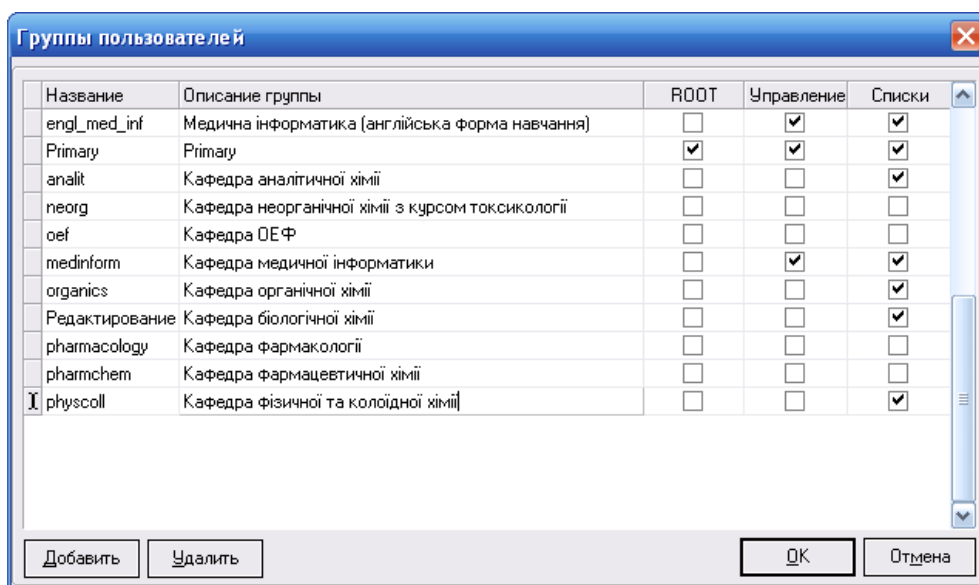 Группы пользователей
Название Описание группы ROOT Управление Списки
engl_med_inf Медична інформатика (англійська форма навчання)
Primary Primary
analit Кафедра аналітичної хімії
neorg Кафедра неорганічної хімії з курсом токсикології
oef Кафедра ОЕФ
medinform Кафедра медичної інформатики
organics Кафедра органічної хімії
Редактирование Кафедра біологічної хімії
pharmacology Кафедра фармакології
pharmchem Кафедра фармацевтичної хімії
physcoll Кафедра фізичної та колоїдної хімії
Добавить Удалить OK Отмена